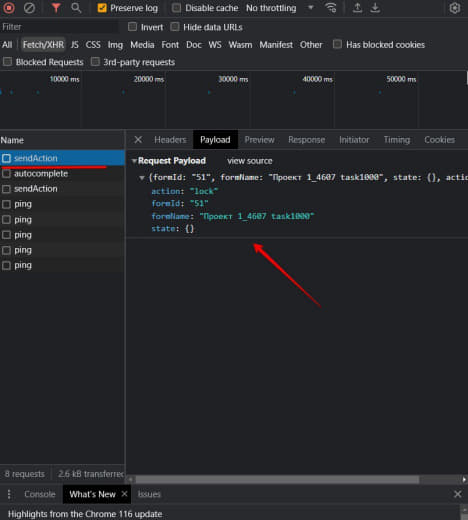 Preserve log Disable cache No throttling
Filter Invert Hide data URLs
All Fetch/XHR JS CSS Img Media Font Doc WS Wasm Manifest Other Has blocked cookies
Blocked Requests 3rd-party requests
10000 ms 20000 ms 30000 ms 40000 ms 50000 ms
Name Headers Payload Preview Response Initiator Timing Cookies
sendAction
autocomplete
sendAction
ping
ping
ping
ping
ping
Request Payload view source
{formId: "51", formName: "Проект 1_4607 task1000", state: {}, actio
action: "lock"
formId: "51"
formName: "Проект 1_4607 task1000"
state: {}
8 requests 2.6 kB transferrec
Console What's New Issues
Highlights from the Chrome 116 update